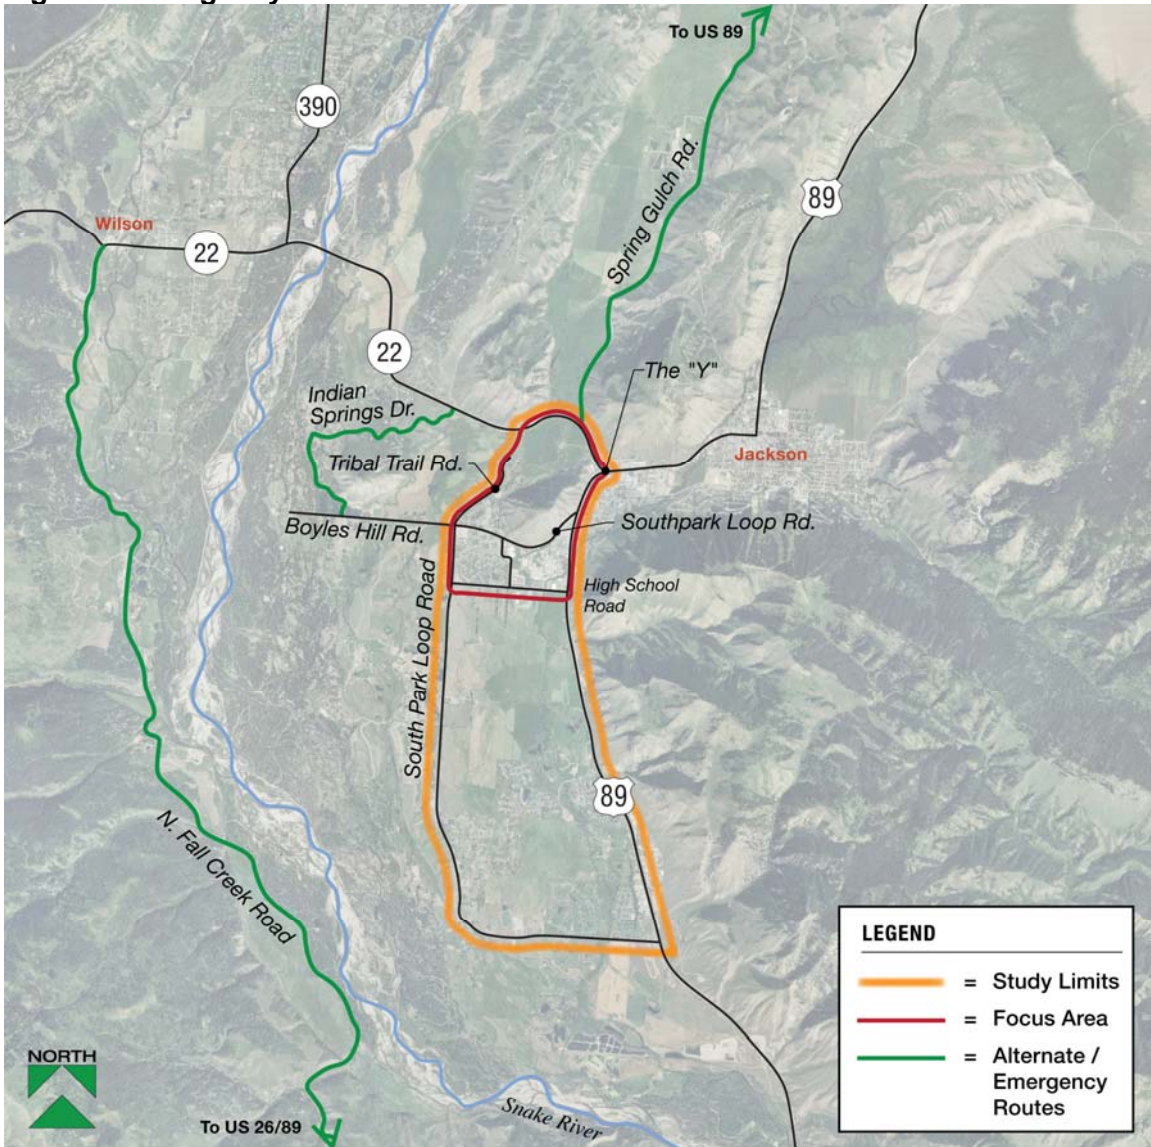 To US 89
390
89
Spring Gulch Rd.
Wilson
22
22
The "Y"
Indian
Springs Dr.
Jackson
Tribal Trail Rd.
Southpark Loop Rd.
Boyles Hill Rd.
High School
Road
South Park Loop Road
89
N. Fall Creek Road
LEGEND
= Study Limits
= Focus Area
= Alternate /
Emergency
Routes
NORTH
To US 26/89
Snake River